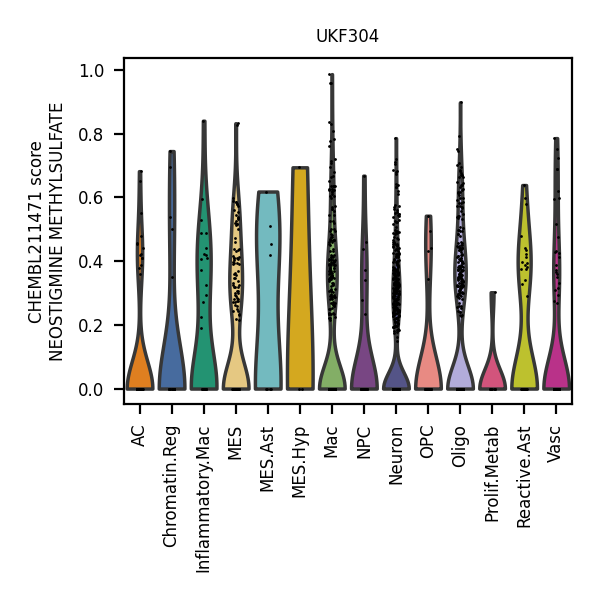 UKF304
CHEMBL211471 score
NEOSTIGMINE METHYLSULFATE
1.0
0.8
0.6
0.4
0.2
0.0
AC
Chromatin.Reg
Inflammatory.Mac
MES
MES.Ast
MES.Hyp
Mac
NPC
Neuron
OPC
Oligo
Prolif.Metab
Reactive.Ast
Vasc